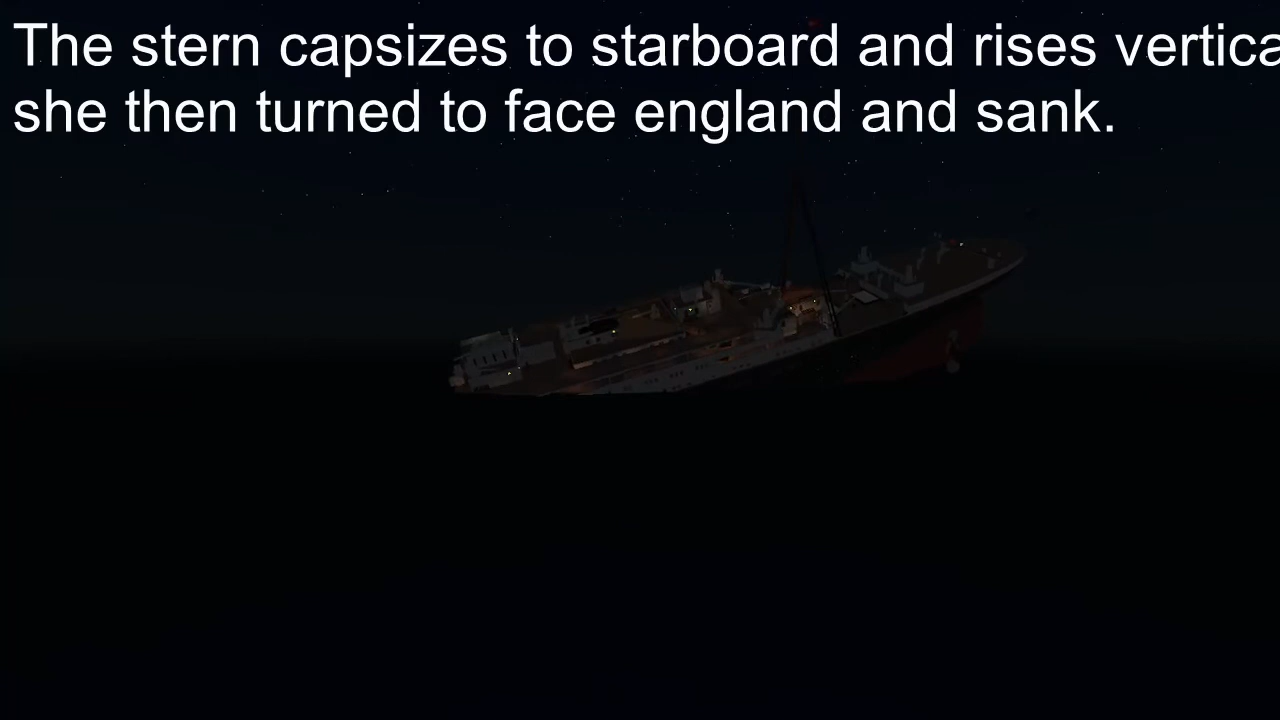 The stern capsizes to starboard and rises vertica
she then turned to face england and sank.